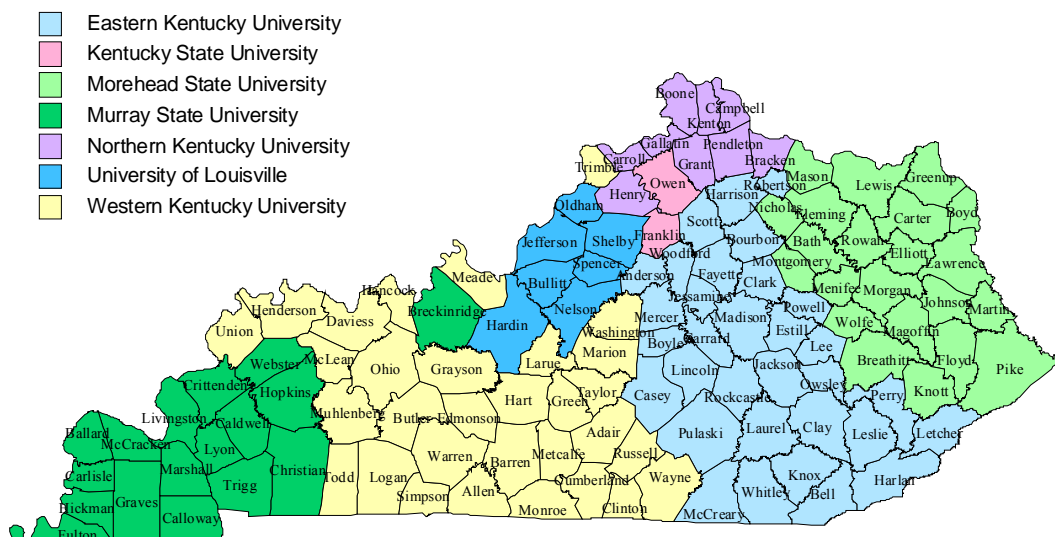 Eastern Kentucky University
Kentucky State University
Morehead State University
Murray State University
Northern Kentucky University
University of Louisville
Western Kentucky University
Boone
Campbell
Kenton
Gallatin
Pendleton
Carroll
Grant
Bracken
Trimble
Owen
Robertson
Mason
Lewis
Greenup
Henry
Harrison
Oldham
Nicholas
Fleming
Carter
Boyd
Scott
Franklin
Jefferson
Shelby
Bourbon
Bath
Rowan
Elliott
Woodford
Montgomery
Lawrence
Spencer
Meade
Anderson
Fayette
Bullitt
Clark
Menifee
Morgan
Hancock
Jessamine
Johnson
Henderson
Breckinridge
Nelson
Powell
Martin
Union
Daviess
Hardin
Mercer
Madison
Wolfe
Magoffin
Washington
Estill
Boyle
Garrard
Lee
Marion
Webster
McLean
Ohio
Grayson
Larue
Lincoln
Jackson
Breathitt
Floyd
Pike
Crittenden
Hopkins
Owsley
Knott
Perry
Hart
Green
Taylor
Casey
Rockcastle
Livingston
Caldwell
Muhlenberg
Butler
Edmonson
Ballard
McCracken
Adair
Pulaski
Laurel
Clay
Leslie
Letcher
Lyon
Warren
Barren
Metcalfe
Russell
Carlisle
Marshall
Trigg
Christian
Todd
Logan
Cumberland
Wayne
Knox
Harlan
Graves
Simpson
Allen
Whitley
Bell
Hickman
Calloway
Monroe
Clinton
McCreary
Fulton